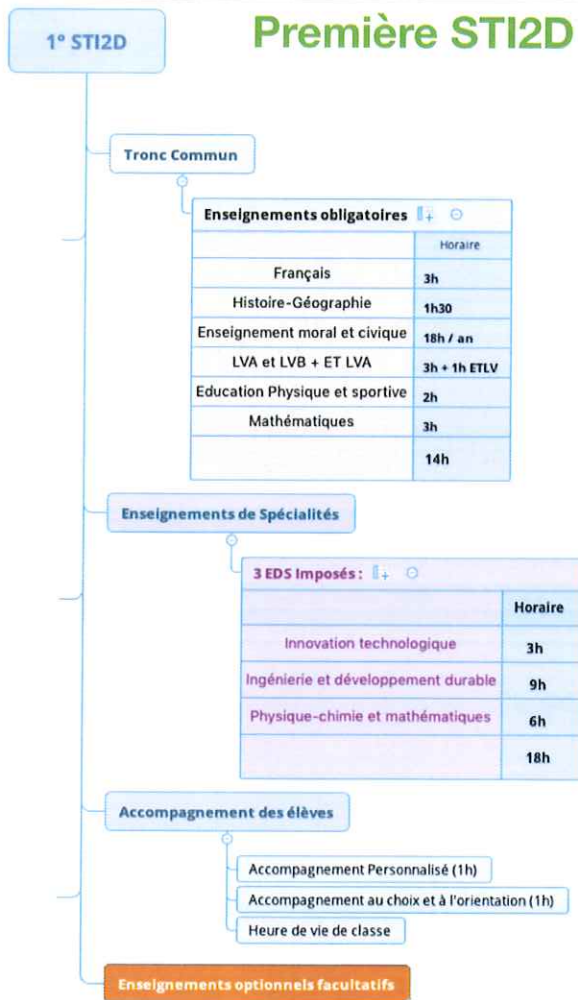 1° STI2D
Première STI2D
Tronc Commun
Enseignements obligatoires
Horaire
Français 3h
Histoire-Géographie 1h30
Enseignement moral et civique 18h / an
LVA et LVB + ET LVA 3h + 1h ETLV
Education Physique et sportive 2h
Mathématiques 3h
14h
Enseignements de Spécialités
3 EDS Imposés :
Horaire
Innovation technologique 3h
Ingénierie et développement durable 9h
Physique-chimie et mathématiques 6h
18h
Accompagnement des élèves
Accompagnement Personnalisé (1h)
Accompagnement au choix et à l'orientation (1h)
Heure de vie de classe
Enseignements optionnels facultatifs